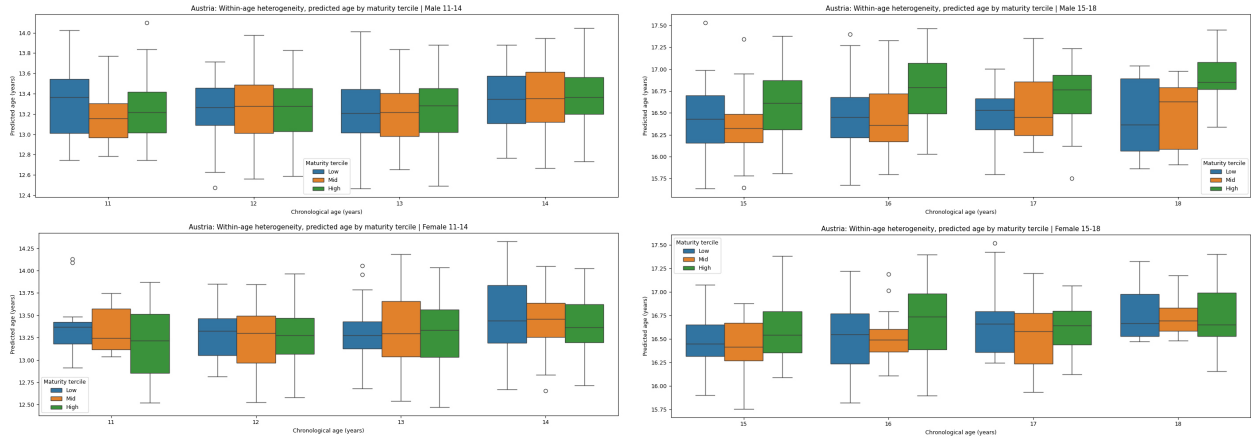 Austria: Within-age heterogeneity, predicted age by maturity tercile | Male 11-14
Predicted age (years)
14.0
13.8
13.6
13.4
13.2
13.0
12.8
12.6
12.4
Maturity tercile
Low
Mid
High
11
12
13
14
Chronological age (years)
Austria: Within-age heterogeneity, predicted age by maturity tercile | Male 15-18
Predicted age (years)
17.50
17.25
17.00
16.75
16.50
16.25
16.00
15.75
Maturity tercile
Low
Mid
High
15
16
17
18
Chronological age (years)
Austria: Within-age heterogeneity, predicted age by maturity tercile | Female 11-14
Predicted age (years)
14.25
14.00
13.75
13.50
13.25
13.00
12.75
12.50
Maturity tercile
Low
Mid
High
11
12
13
14
Chronological age (years)
Austria: Within-age heterogeneity, predicted age by maturity tercile | Female 15-18
Predicted age (years)
17.50
17.25
17.00
16.75
16.50
16.25
16.00
15.75
Maturity tercile
Low
Mid
High
15
16
17
18
Chronological age (years)